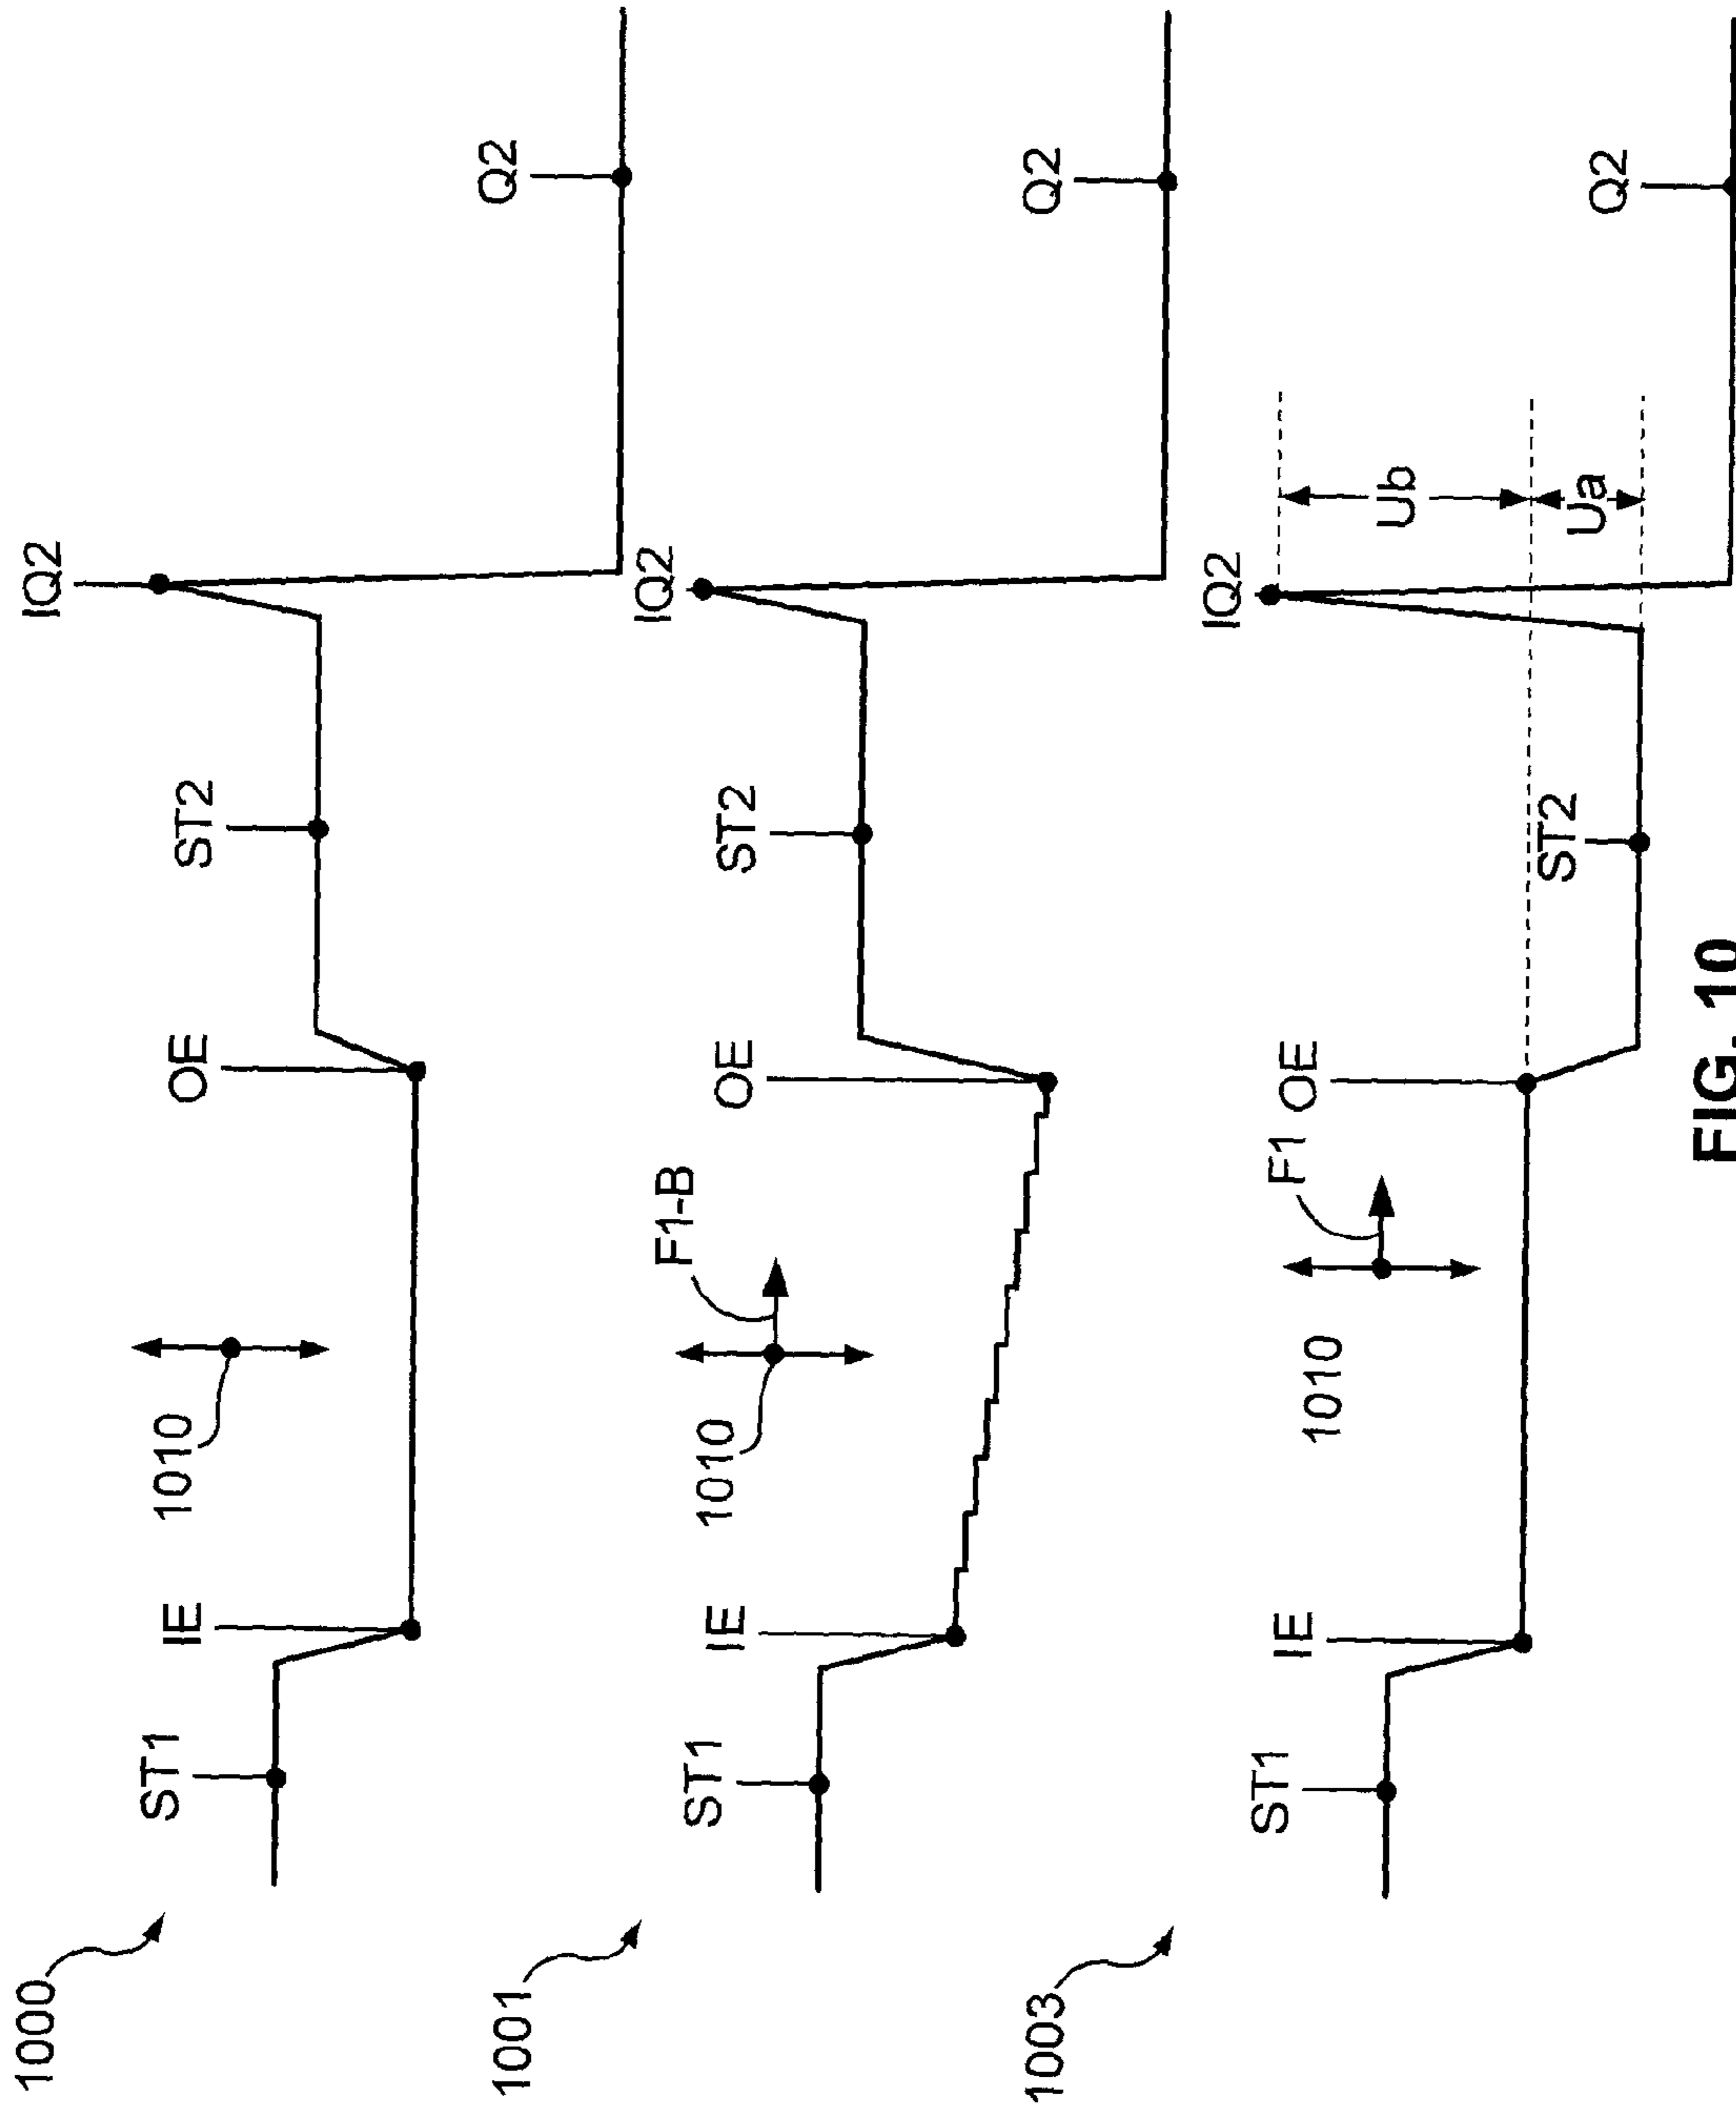 1000
ST1
IE
1010
OE
ST2
IQ2
Q2
1001
ST1
IE
1010
F1-B
OE
ST2
IQ2
Q2
1003
ST1
IE
1010
F1
OE
ST2
IQ2
Ub
Ua
Q2
FIG. 10